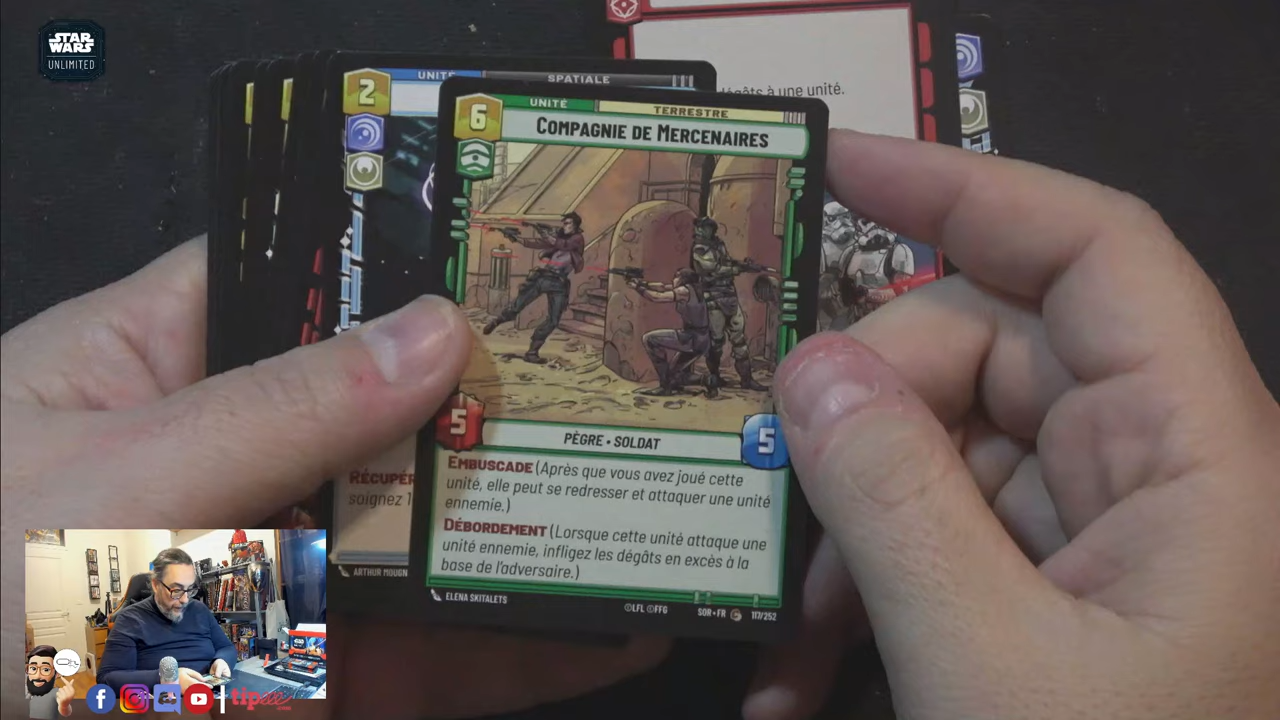 STAR
WARS
UNLIMITED
dégâts à une unité.
2
UNITÉ
SPATIALE
RÉCUPÉR
soignez 1
ARTHUR MOUGN
6
UNITÉ
TERRESTRE
COMPAGNIE DE MERCENAIRES
5
PÈGRE • SOLDAT
5
EMBUSCADE (Après que vous avez joué cette
unité, elle peut se redresser et attaquer une unité
ennemie.)
DÉBORDEMENT (Lorsque cette unité attaque une
unité ennemie, infligez les dégâts en excès à la
base de l'adversaire.)
ELENA SKITALETS
©LFL ©FFG
SOR • FR C 117/252
tipeee